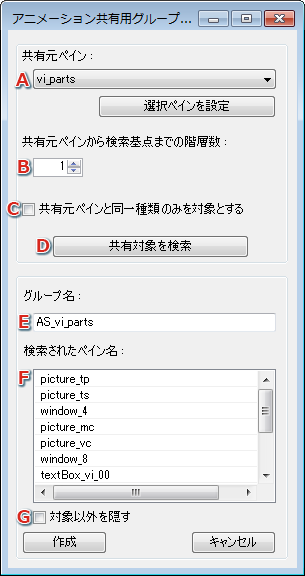 アニメーション共有用グループ...
共有元ペイン：
A
vi_parts
選択ペインを設定
共有元ペインから検索基点までの階層数：
B
1
C
共有元ペインと同一種類のみを対象とする
D
共有対象を検索
グループ名：
E
AS_vi_parts
検索されたペイン名：
F
picture_tp
picture_ts
window_4
picture_mc
picture_vc
window_8
textBox_vi_00
G
対象以外を隠す
作成
キャンセル